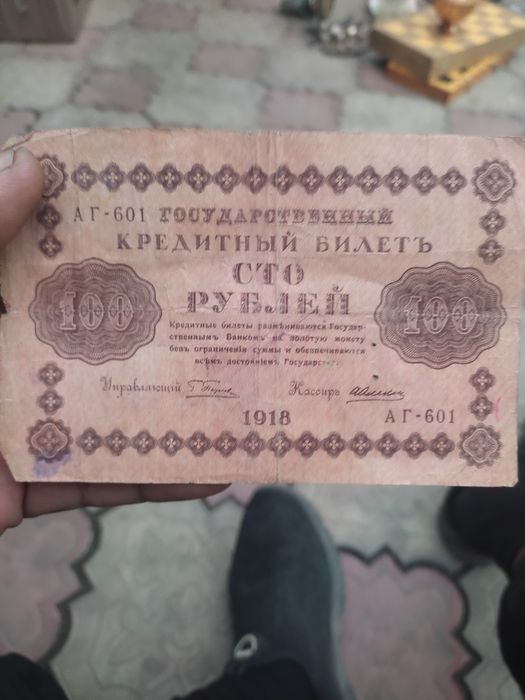 АГ-601 ГОСУДАРСТВЕННЫЙ
КРЕДИТНЫЙ БИЛЕТЪ
СТО
РУБЛЕЙ
100
100
Кредитные билеты размѣниваются Государ-
ственнымъ Банкомъ на золотую монету
безъ ограниченія суммы и обезпечиваются
всѣмъ достояніемъ Государства.
Управляющій
Кассиръ
1918
АГ-601